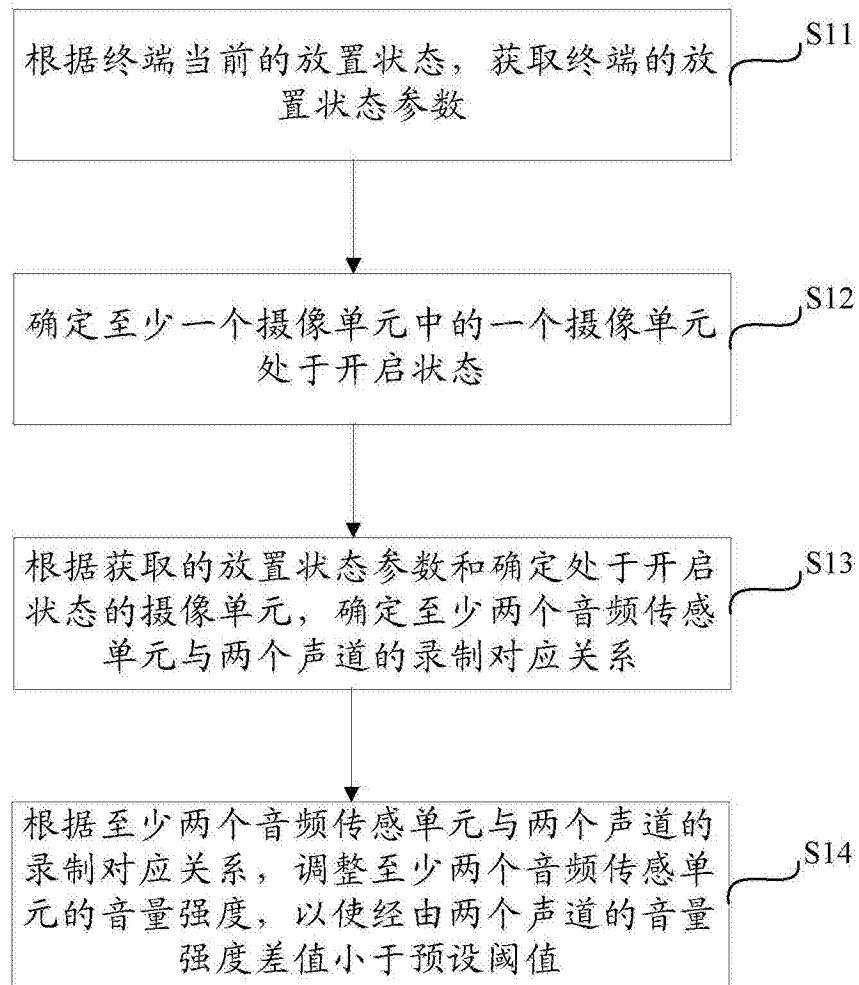 根据终端当前的放置状态，获取终端的放
置状态参数
S11
确定至少一个摄像单元中的一个摄像单元
处于开启状态
S12
根据获取的放置状态参数和确定处于开启
状态的摄像单元，确定至少两个音频传感
单元与两个声道的录制对应关系
S13
根据至少两个音频传感单元与两个声道的
录制对应关系，调整至少两个音频传感单
元的音量强度，以使经由两个声道的音量
强度差值小于预设阈值
S14